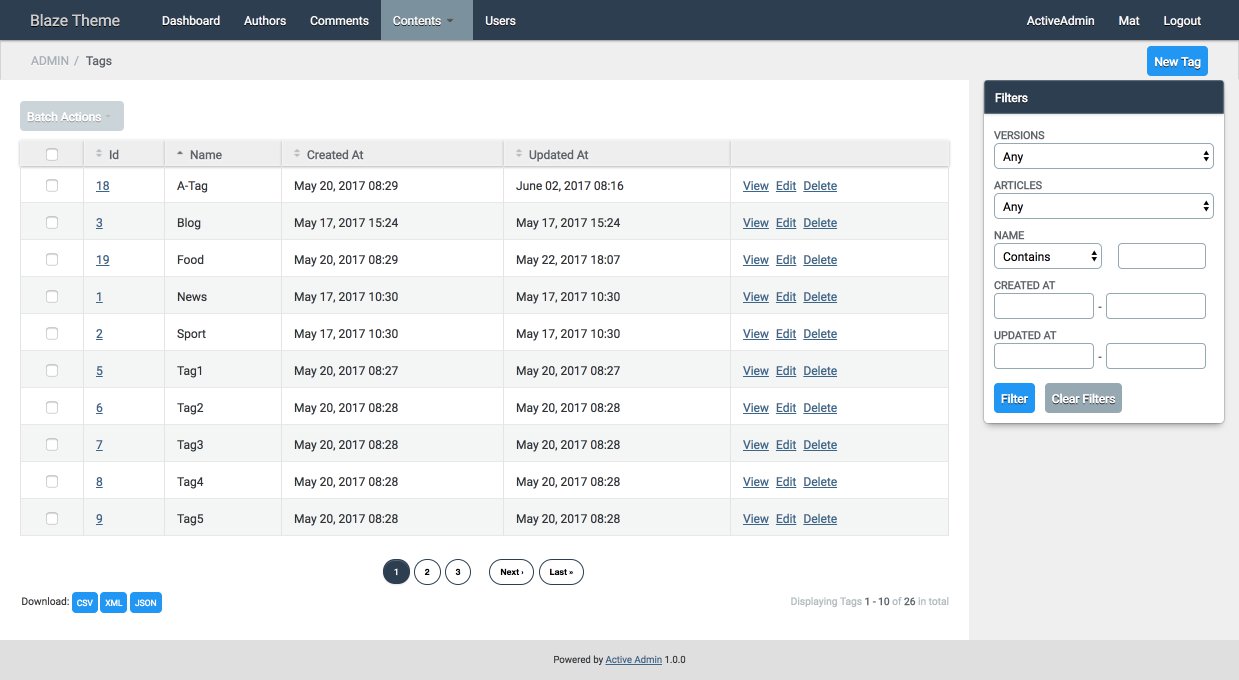 Blaze Theme Dashboard Authors Comments Contents Users ActiveAdmin Mat Logout
ADMIN / Tags New Tag
Batch Actions
Id Name Created At Updated At
18 A-Tag May 20, 2017 08:29 June 02, 2017 08:16 View Edit Delete
3 Blog May 17, 2017 15:24 May 17, 2017 15:24 View Edit Delete
19 Food May 20, 2017 08:29 May 22, 2017 18:07 View Edit Delete
1 News May 17, 2017 10:30 May 17, 2017 10:30 View Edit Delete
2 Sport May 17, 2017 10:30 May 17, 2017 10:30 View Edit Delete
5 Tag1 May 20, 2017 08:27 May 20, 2017 08:27 View Edit Delete
6 Tag2 May 20, 2017 08:28 May 20, 2017 08:28 View Edit Delete
7 Tag3 May 20, 2017 08:28 May 20, 2017 08:28 View Edit Delete
8 Tag4 May 20, 2017 08:28 May 20, 2017 08:28 View Edit Delete
9 Tag5 May 20, 2017 08:28 May 20, 2017 08:28 View Edit Delete
1 2 3 Next › Last »
Download: CSV XML JSON Displaying Tags 1 - 10 of 26 in total
Filters
VERSIONS
Any
ARTICLES
Any
NAME
Contains
CREATED AT
-
UPDATED AT
-
Filter Clear Filters
Powered by Active Admin 1.0.0